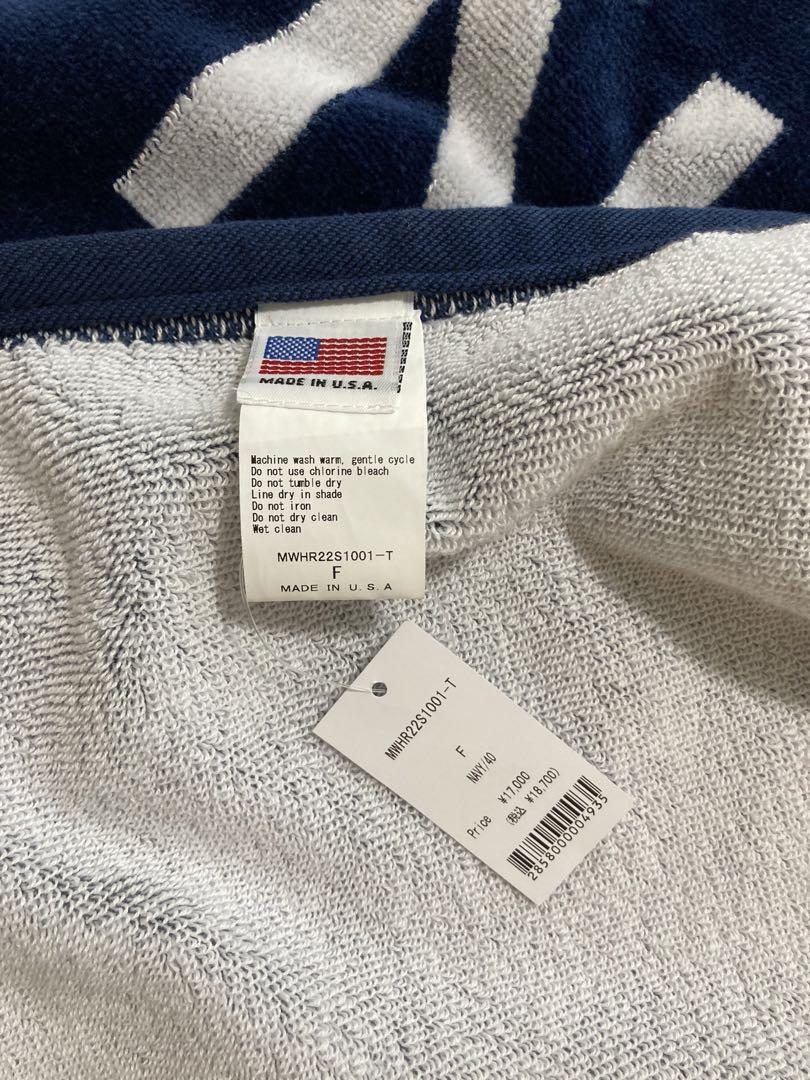 MADE IN U.S.A.
Machine wash warm, gentle cycle
Do not use chlorine bleach
Do not tumble dry
Line dry in shade
Do not iron
Do not dry clean
Wet clean
MWHR22S1001-T
F
MADE IN U.S.A
MWHR22S1001-T
F
NAVY/40
Price ¥17,000
(税込 ¥18,700)
2858000004935